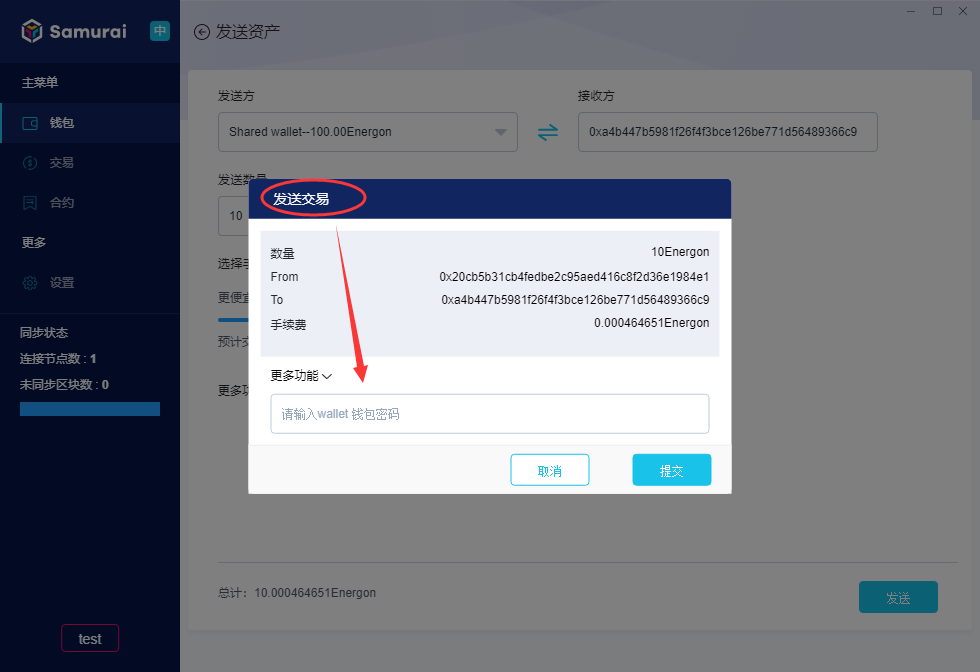 Samurai
中
主菜单
钱包
交易
合约
更多
设置
同步状态
连接节点数 : 1
未同步区块数 : 0
test
发送资产
发送方
接收方
Shared wallet--100.00Energon
0xa4b447b5981f26f4f3bce126be771d56489366c9
发送数量
10
选择手
更便宜
预计交
更多功
发送交易
数量
10Energon
From
0x20cb5b31cb4fedbe2c95aed416c8f2d36e1984e1
To
0xa4b447b5981f26f4f3bce126be771d56489366c9
手续费
0.000464651Energon
更多功能
请输入wallet 钱包密码
取消
提交
总计：10.000464651Energon
发送